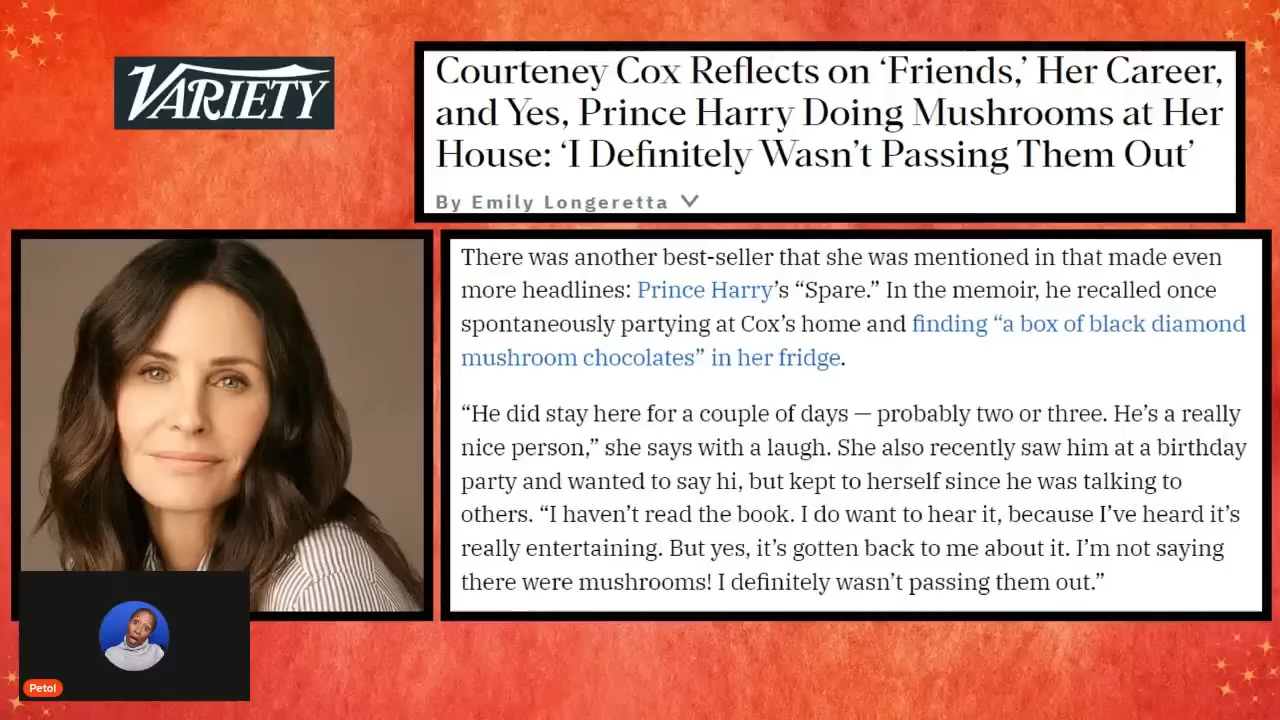 VARIETY
Courteney Cox Reflects on ‘Friends,’ Her Career,
and Yes, Prince Harry Doing Mushrooms at Her
House: ‘I Definitely Wasn’t Passing Them Out’
By Emily Longeretta
There was another best-seller that she was mentioned in that made even
more headlines: Prince Harry’s “Spare.” In the memoir, he recalled once
spontaneously partying at Cox’s home and finding “a box of black diamond
mushroom chocolates” in her fridge.
“He did stay here for a couple of days — probably two or three. He’s a really
nice person,” she says with a laugh. She also recently saw him at a birthday
party and wanted to say hi, but kept to herself since he was talking to
others. “I haven’t read the book. I do want to hear it, because I’ve heard it’s
really entertaining. But yes, it’s gotten back to me about it. I’m not saying
there were mushrooms! I definitely wasn’t passing them out.”
Petol